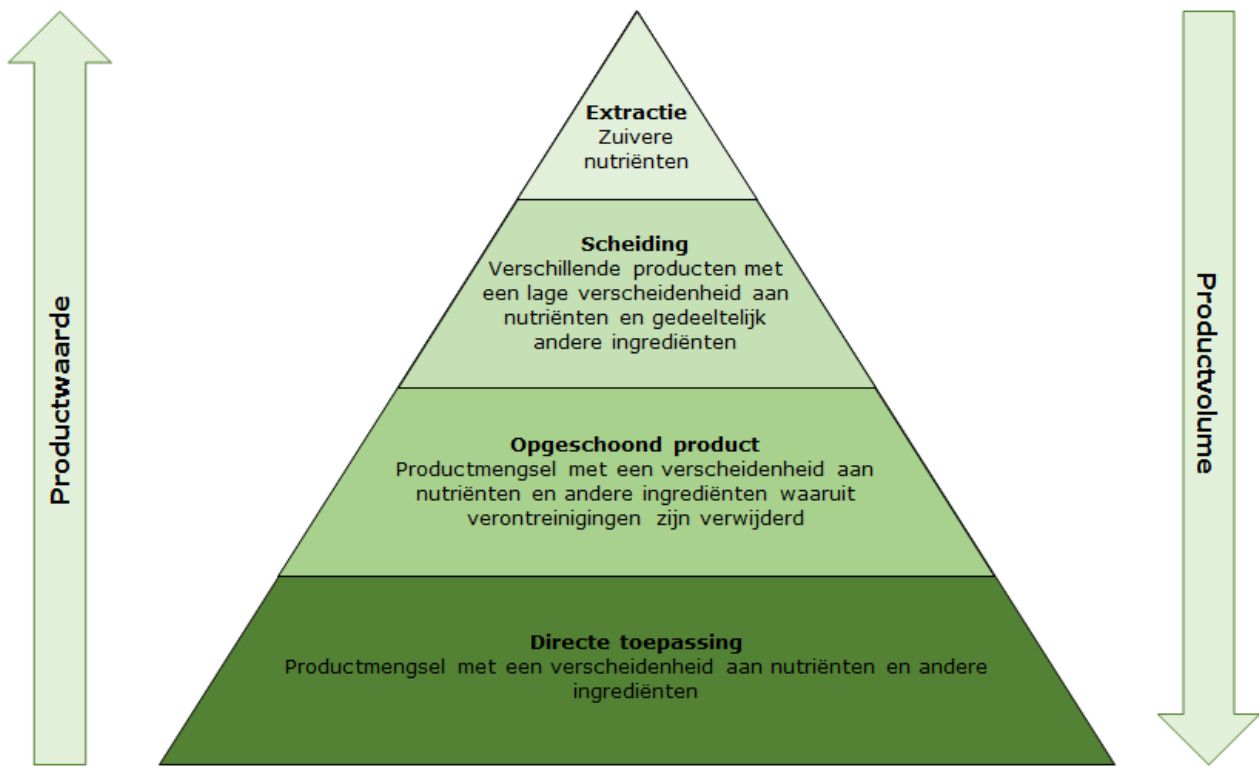 Productwaarde
Extractie
Zuivere
nutriënten
Scheiding
Verschillende producten met
een lage verscheidenheid aan
nutriënten en gedeeltelijk
andere ingrediënten
Opgeschoond product
Productmengsel met een verscheidenheid aan
nutriënten en andere ingrediënten waaruit
verontreinigingen zijn verwijderd
Directe toepassing
Productmengsel met een verscheidenheid aan nutriënten en andere
ingrediënten
Productvolume